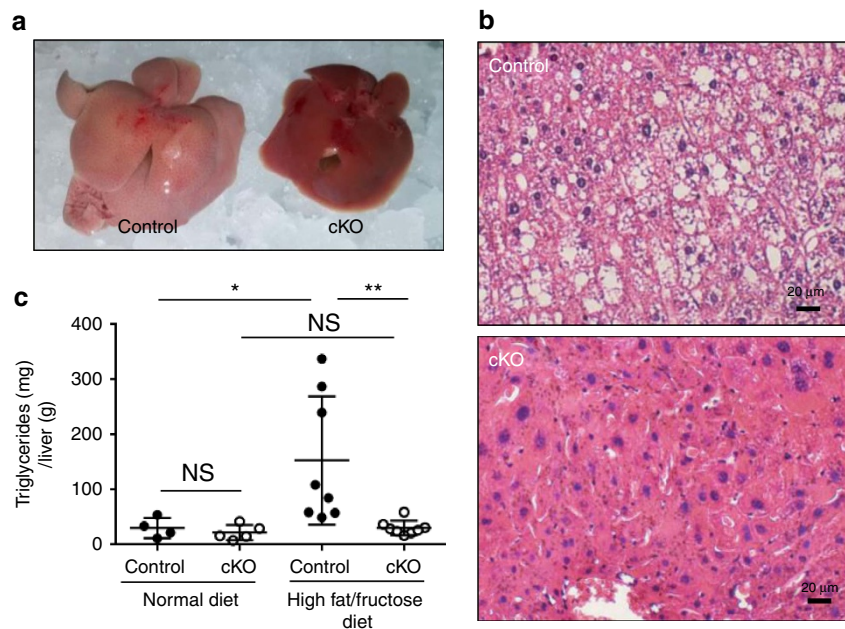 a
Control
cKO
b
Control
20 μm
cKO
20 μm
c
*
**
NS
NS
Triglycerides (mg)
/liver (g)
400
300
200
100
0
Control
cKO
Control
cKO
Normal diet
High fat/fructose
diet